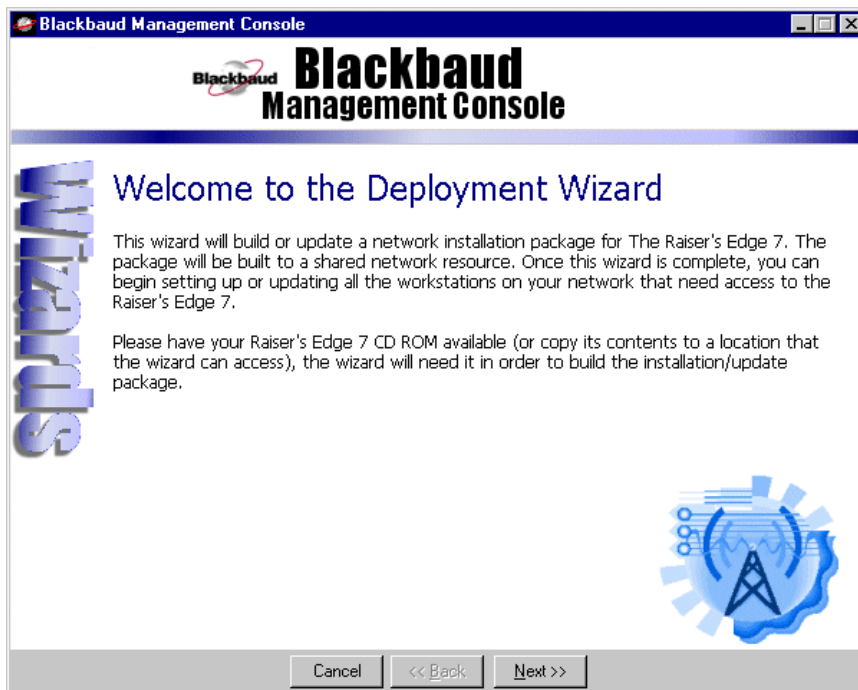 Blackbaud Management Console
Blackbaud
Blackbaud
Management Console
Wizards
Welcome to the Deployment Wizard
This wizard will build or update a network installation package for The Raiser's Edge 7. The
package will be built to a shared network resource. Once this wizard is complete, you can
begin setting up or updating all the workstations on your network that need access to the
Raiser's Edge 7.
Please have your Raiser's Edge 7 CD ROM available (or copy its contents to a location that
the wizard can access), the wizard will need it in order to build the installation/update
package.
Cancel
<< Back
Next >>